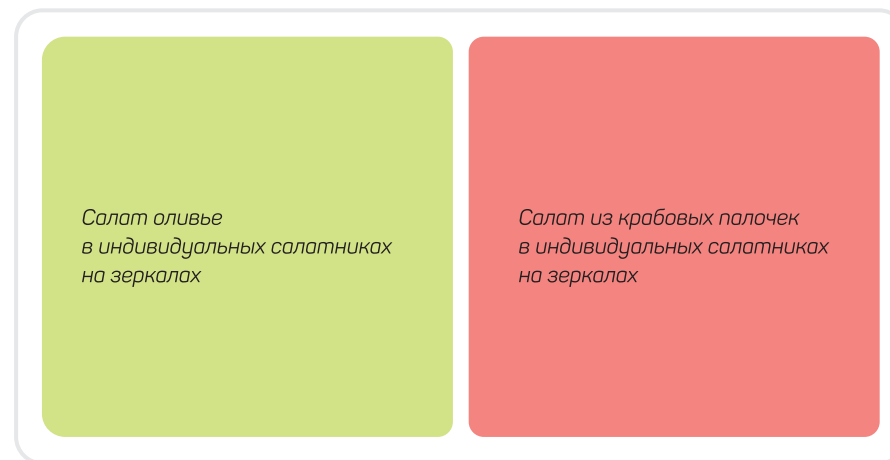 Салат оливье
в индивидуальных салатниках
на зеркалах
Салат из крабовых палочек
в индивидуальных салатниках
на зеркалах